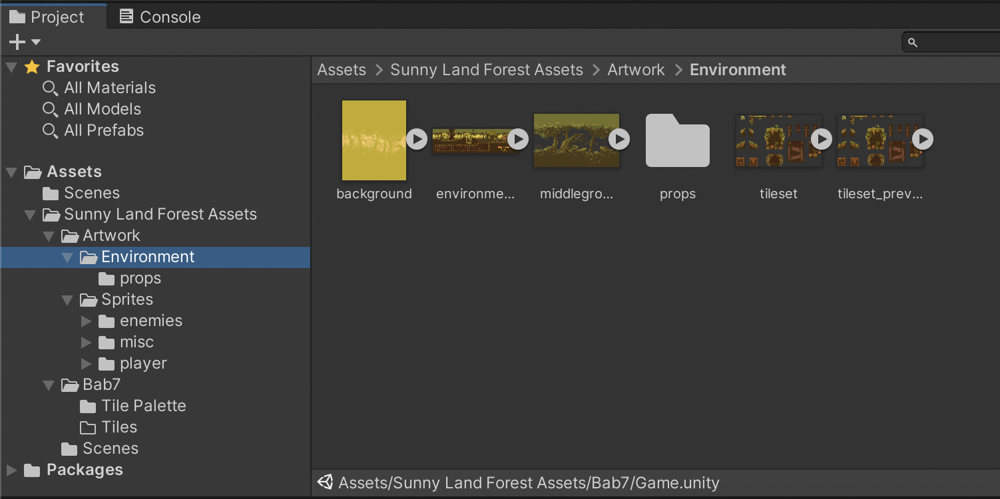 Project
Console
Favorites
All Materials
All Models
All Prefabs
Assets
Scenes
Sunny Land Forest Assets
Artwork
Environment
props
Sprites
enemies
misc
player
Bab7
Tile Palette
Tiles
Scenes
Packages
Assets > Sunny Land Forest Assets > Artwork > Environment
background
environme...
middlegro...
props
tileset
tileset_prev...
Assets/Sunny Land Forest Assets/Bab7/Game.unity